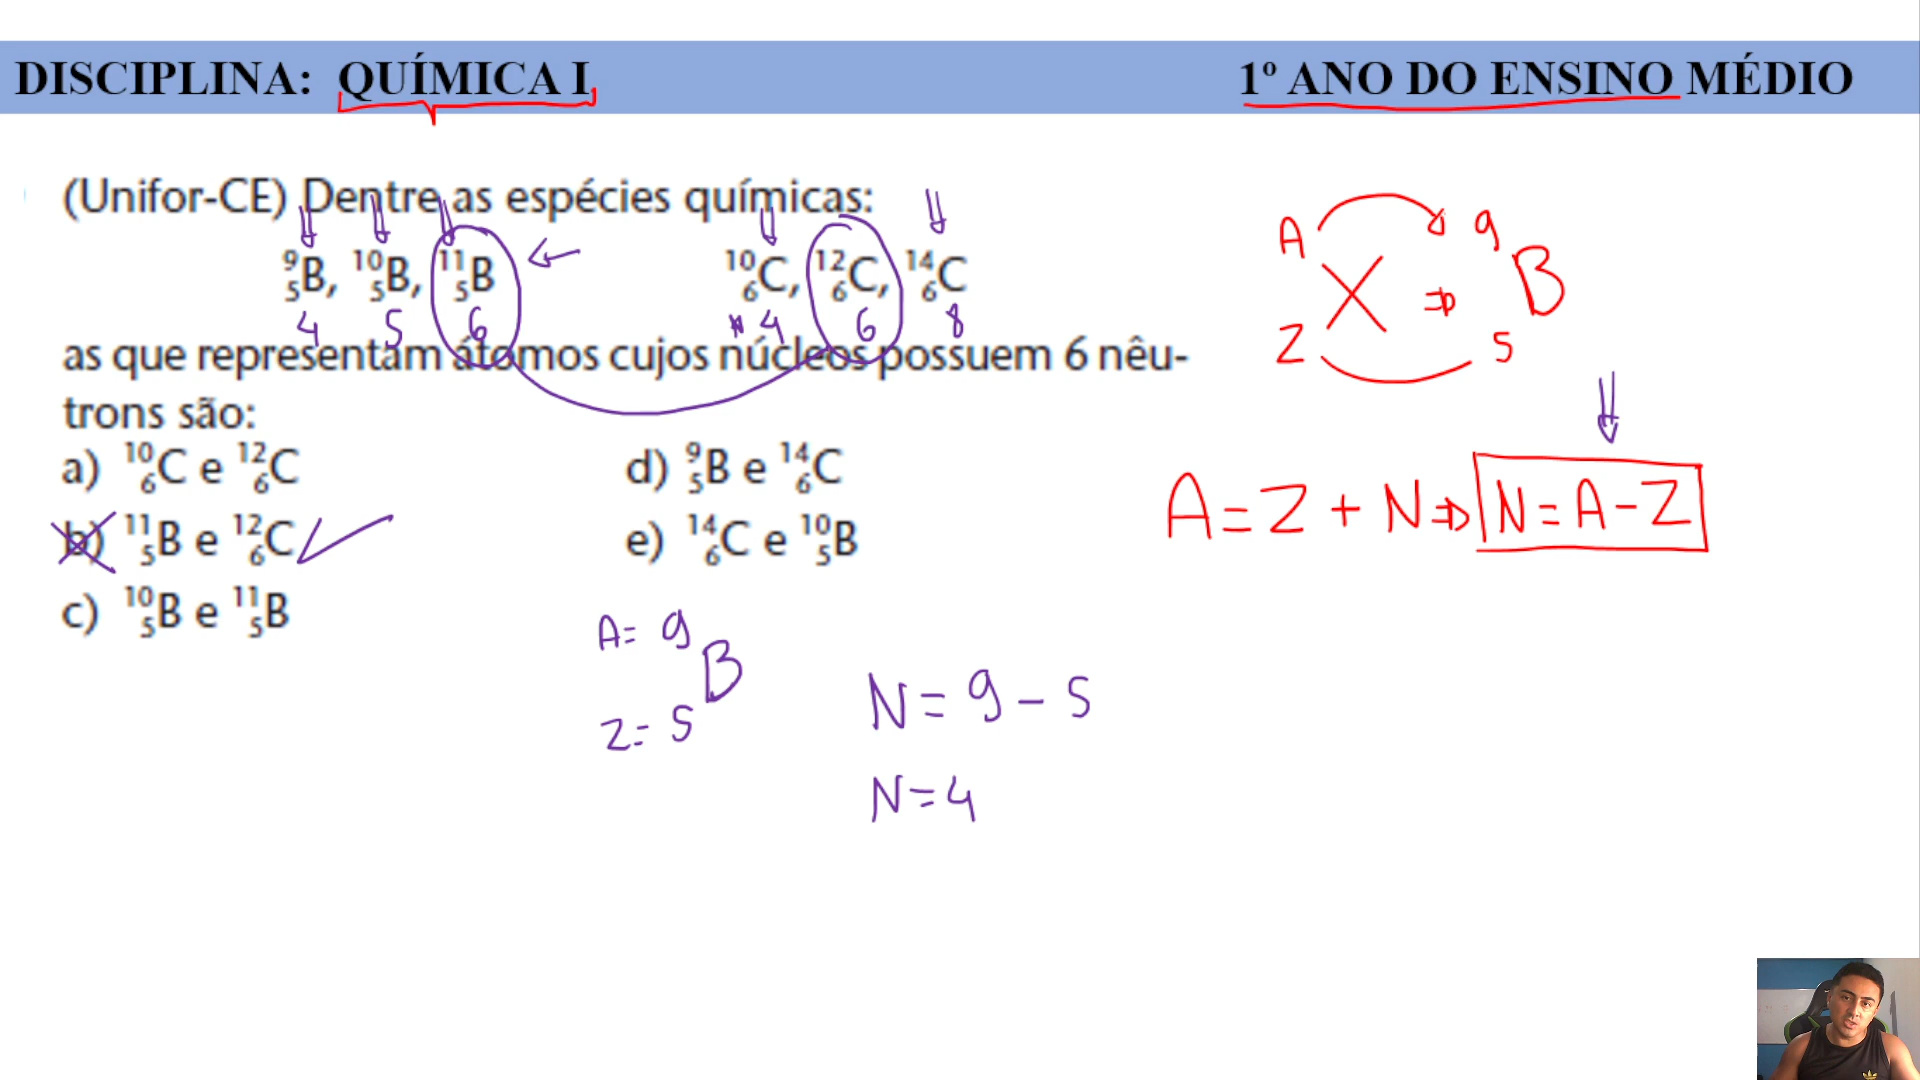 DISCIPLINA: QUÍMICA I 1º ANO DO ENSINO MÉDIO
(Unifor-CE) Dentre as espécies químicas:
⁹₅B, ¹⁰₅B, ¹¹₅B ¹⁰₆C, ¹²₆C, ¹⁴₆C
4 5 6 4 6 8
as que representam átomos cujos núcleos possuem 6 nêu-
trons são:
a) ¹⁰₆C e ¹²₆C
b) ¹¹₅B e ¹²₆C
c) ¹⁰₅B e ¹¹₅B
d) ⁹₅B e ¹⁴₆C
e) ¹⁴₆C e ¹⁰₅B
A 9
X ⇒ B
Z 5
A = Z + N ⇒ N = A - Z
A = 9
B
Z = 5
N = 9 - 5
N = 4